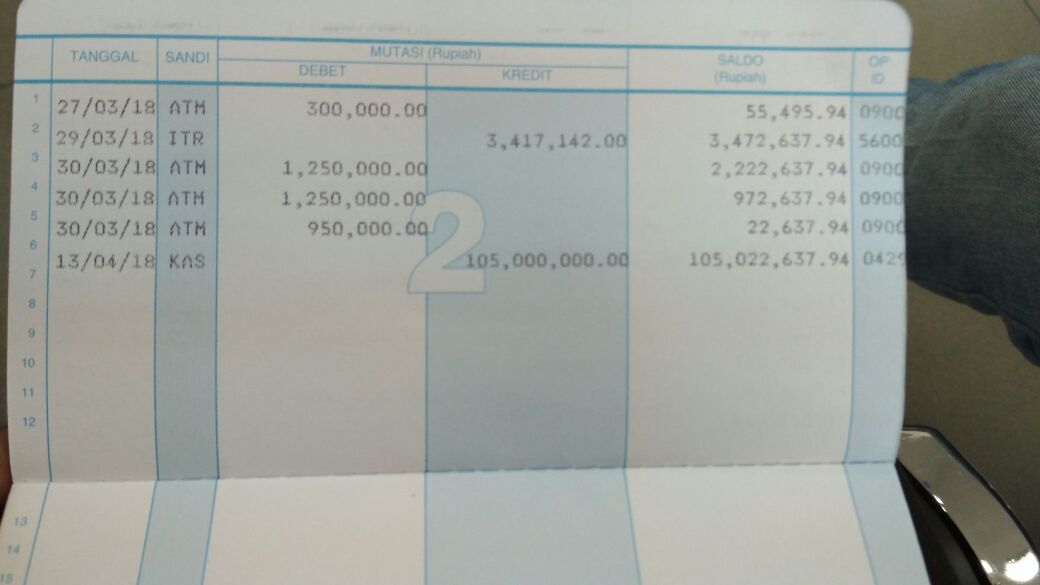 TANGGAL SANDI MUTASI (Rupiah) SALDO (Rupiah) OP ID
DEBET KREDIT
1 27/03/18 ATM 300,000.00 55,495.94 0900
2 29/03/18 ITR 3,417,142.00 3,472,637.94 5600
3 30/03/18 ATM 1,250,000.00 2,222,637.94 0900
4 30/03/18 ATM 1,250,000.00 972,637.94 0900
5 30/03/18 ATM 950,000.00 22,637.94 0900
6 13/04/18 KAS 105,000,000.00 105,022,637.94 0429
7
8
9
10
11
12
13
14
15
2